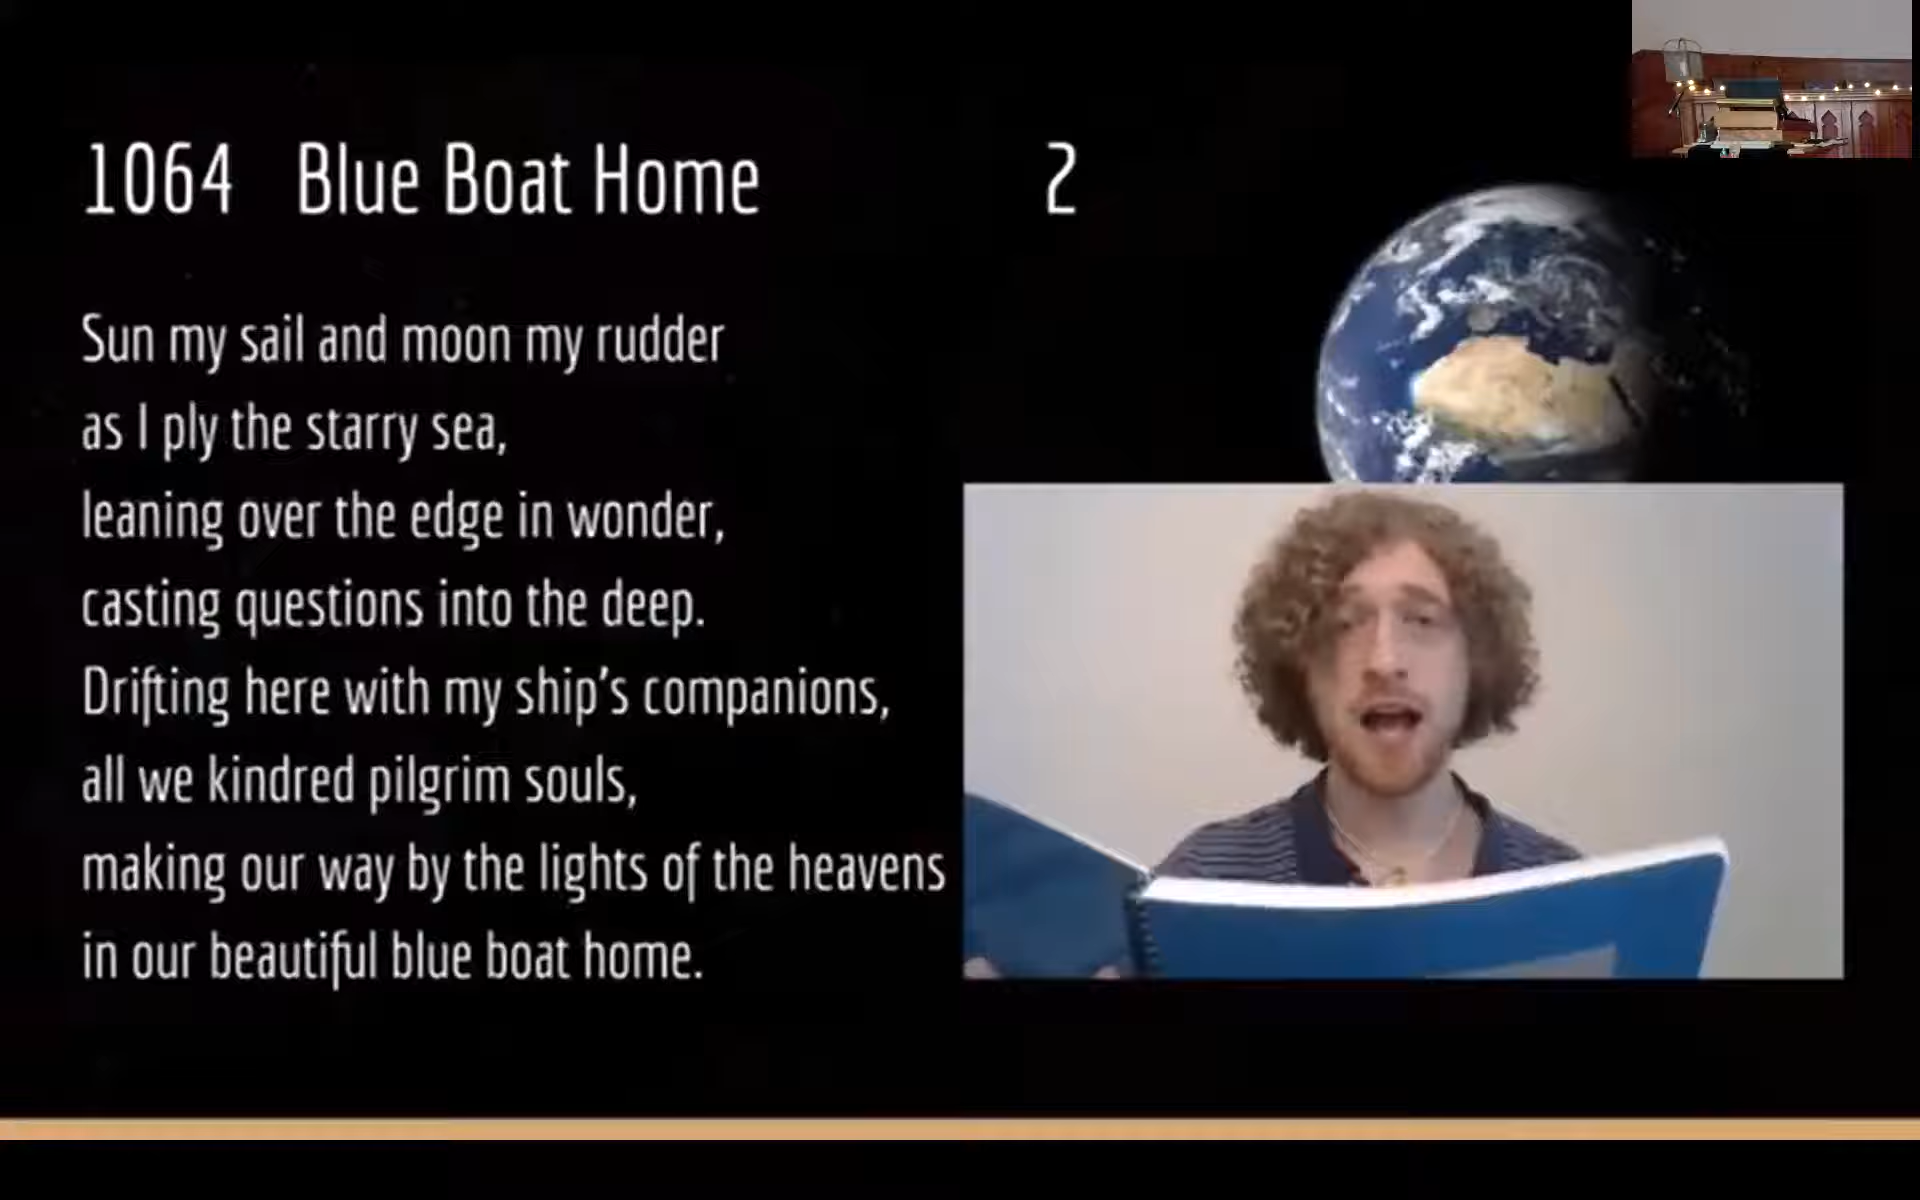 1064 Blue Boat Home 2
Sun my sail and moon my rudder
as I ply the starry sea,
leaning over the edge in wonder,
casting questions into the deep.
Drifting here with my ship's companions,
all we kindred pilgrim souls,
making our way by the lights of the heavens
in our beautiful blue boat home.